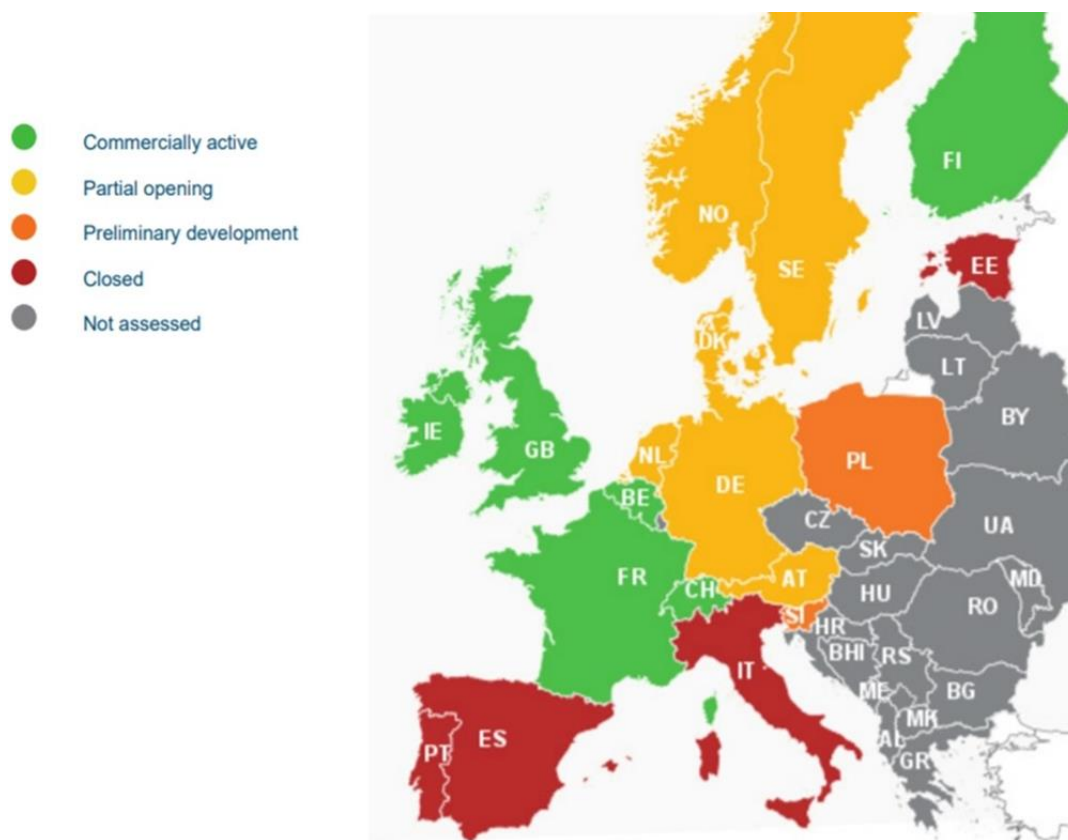 Commercially active
Partial opening
Preliminary development
Closed
Not assessed
FI
NO
SE
EE
LV
DK
LT
BY
IE
GB
NL
PL
DE
BE
CZ
UA
SK
FR
AT
MD
CH
HU
RO
SI
HR
BHI
RS
IT
ME
BG
MK
ES
PT
AL
GR